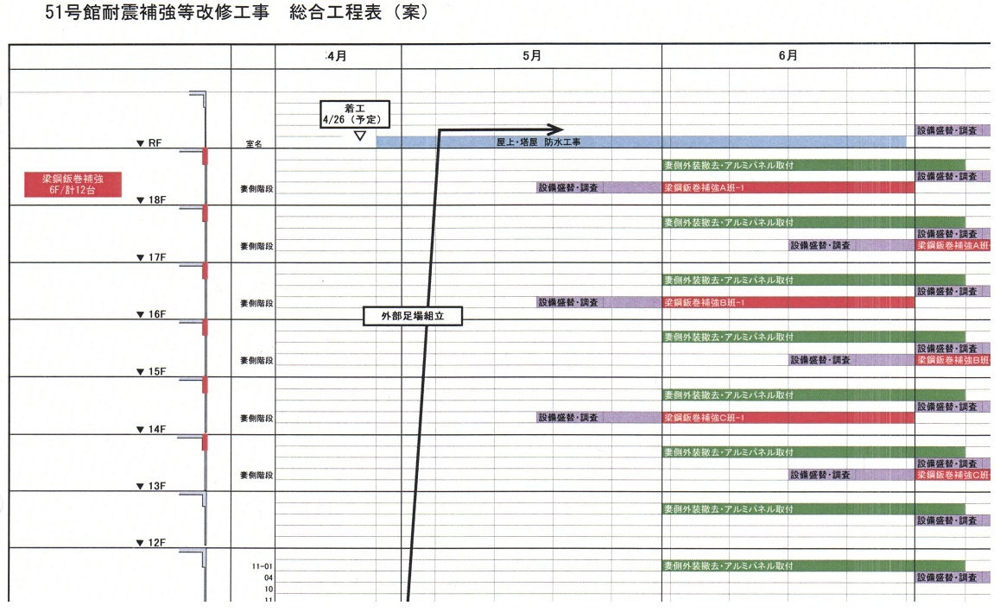 51号館耐震補強等改修工事　総合工程表（案）
4月 5月 6月
着工
4/26（予定）
▽
設備盛替・調査
▼ RF 室名 屋上・塔屋 防水工事
妻側外装撤去・アルミパネル取付
設備盛替・調査
梁鋼鈑巻補強
6F/計12台
妻側階段 設備盛替・調査 梁鋼鈑巻補強A班-1
▼ 18F
妻側外装撤去・アルミパネル取付
設備盛替・調査
妻側階段 設備盛替・調査 梁鋼鈑巻補強A班
▼ 17F
妻側外装撤去・アルミパネル取付
設備盛替・調査
妻側階段 設備盛替・調査 梁鋼鈑巻補強B班-1
▼ 16F
外部足場組立
妻側外装撤去・アルミパネル取付
設備盛替・調査
妻側階段 設備盛替・調査 梁鋼鈑巻補強B班
▼ 15F
妻側外装撤去・アルミパネル取付
設備盛替・調査
妻側階段 設備盛替・調査 梁鋼鈑巻補強C班-1
▼ 14F
妻側外装撤去・アルミパネル取付
設備盛替・調査
妻側階段 設備盛替・調査 梁鋼鈑巻補強C班
▼ 13F
妻側外装撤去・アルミパネル取付
設備盛替・調査
▼ 12F
11-01 妻側外装撤去・アルミパネル取付
04 設備盛替・調査
10
11